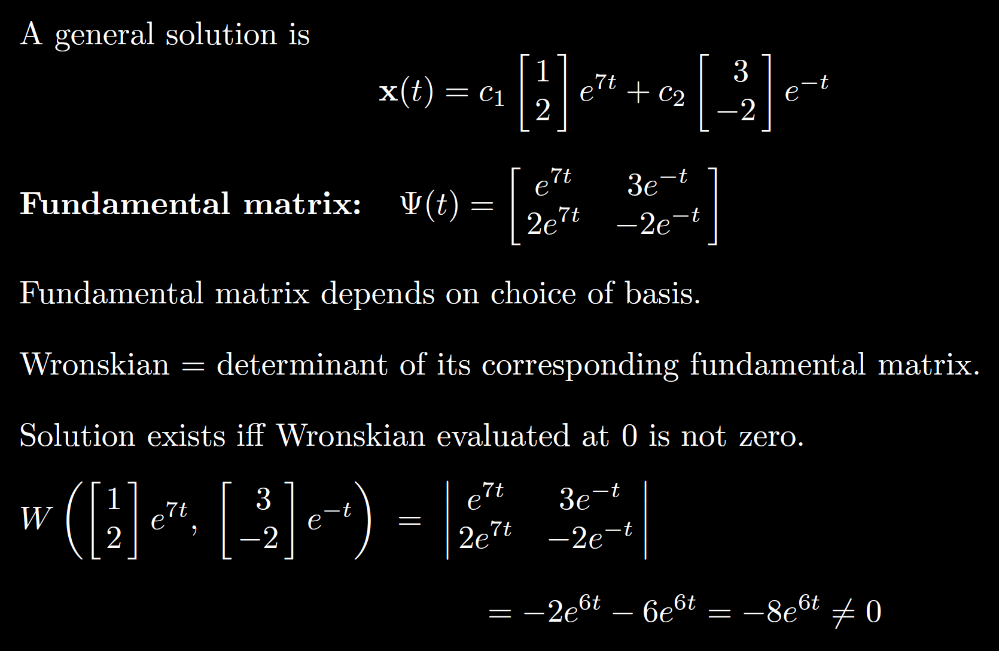 A general solution is
$$\mathbf{x}(t) = c_1 \begin{bmatrix} 1 \\ 2 \end{bmatrix} e^{7t} + c_2 \begin{bmatrix} 3 \\ -2 \end{bmatrix} e^{-t}$$
**Fundamental matrix:** $\Psi(t) = \begin{bmatrix} e^{7t} & 3e^{-t} \\ 2e^{7t} & -2e^{-t} \end{bmatrix}$
Fundamental matrix depends on choice of basis.
Wronskian = determinant of its corresponding fundamental matrix.
Solution exists iff Wronskian evaluated at 0 is not zero.
$W\left( \begin{bmatrix} 1 \\ 2 \end{bmatrix} e^{7t}, \begin{bmatrix} 3 \\ -2 \end{bmatrix} e^{-t} \right) = \begin{vmatrix} e^{7t} & 3e^{-t} \\ 2e^{7t} & -2e^{-t} \end{vmatrix}$
$= -2e^{6t} - 6e^{6t} = -8e^{6t} \neq 0$